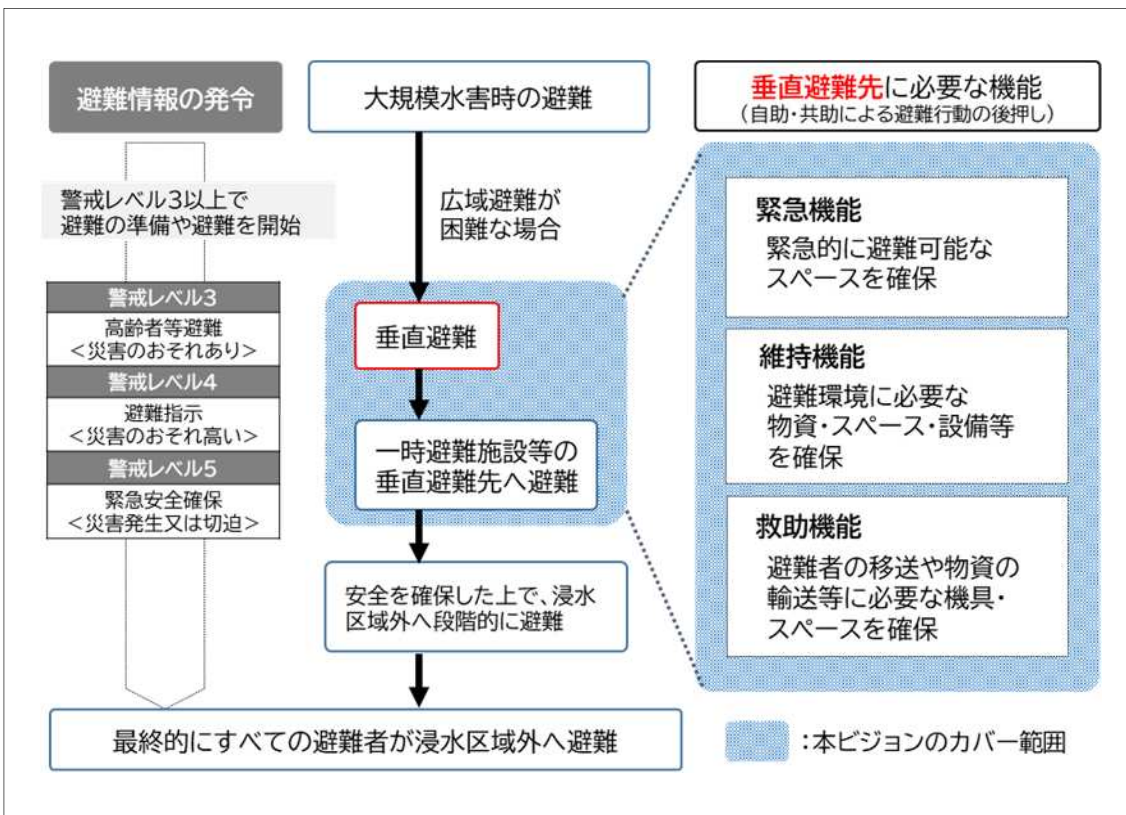 避難情報の発令
警戒レベル3以上で
避難の準備や避難を開始
警戒レベル3
高齢者等避難
<災害のおそれあり>
警戒レベル4
避難指示
<災害のおそれ高い>
警戒レベル5
緊急安全確保
<災害発生又は切迫>
大規模水害時の避難
広域避難が
困難な場合
垂直避難
一時避難施設等の
垂直避難先へ避難
安全を確保した上で、浸水
区域外へ段階的に避難
最終的にすべての避難者が浸水区域外へ避難
垂直避難先に必要な機能
(自助・共助による避難行動の後押し)
緊急機能
緊急的に避難可能な
スペースを確保
維持機能
避難環境に必要な
物資・スペース・設備等
を確保
救助機能
避難者の移送や物資の
輸送等に必要な機具・
スペースを確保
:本ビジョンのカバー範囲